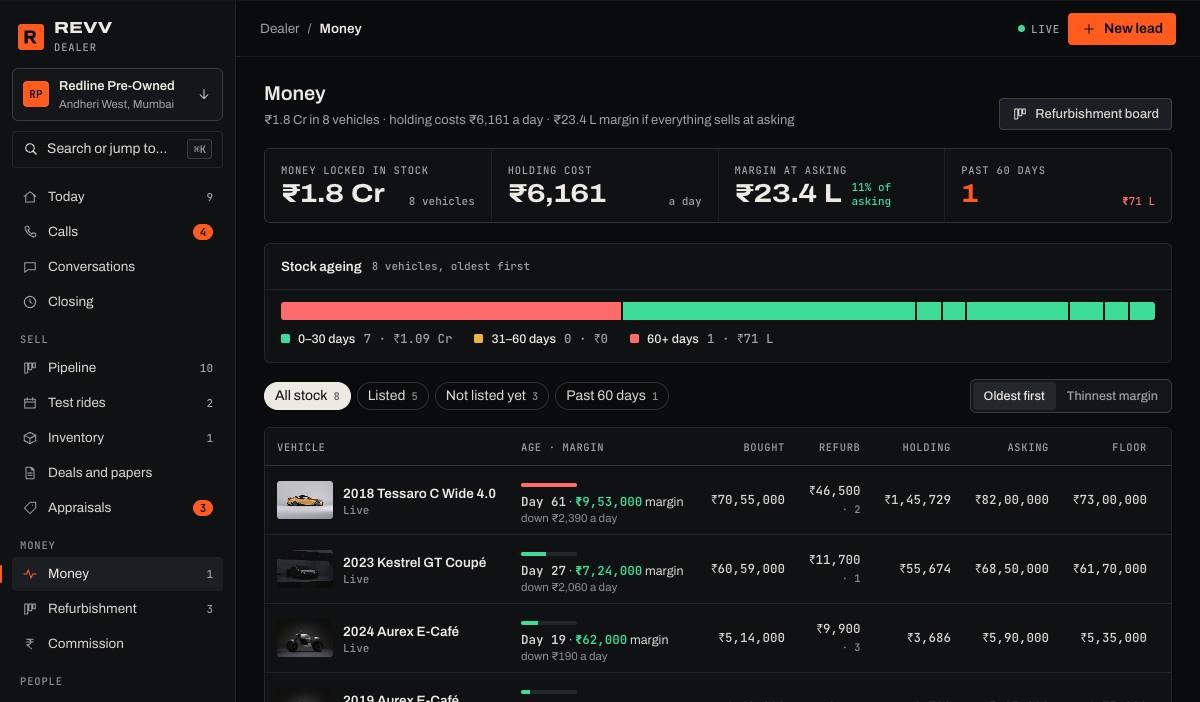 R
REVV
DEALER
RP
Redline Pre-Owned
Andheri West, Mumbai
Search or jump to...
⌘K
Today 9
Calls 4
Conversations
Closing
SELL
Pipeline 10
Test rides 2
Inventory 1
Deals and papers
Appraisals 3
MONEY
Money 1
Refurbishment 3
Commission
PEOPLE
Dealer / Money
LIVE
+ New lead
Money
₹1.8 Cr in 8 vehicles · holding costs ₹6,161 a day · ₹23.4 L margin if everything sells at asking
Refurbishment board
MONEY LOCKED IN STOCK
₹1.8 Cr 8 vehicles
HOLDING COST
₹6,161 a day
MARGIN AT ASKING
₹23.4 L 11% of asking
PAST 60 DAYS
1 ₹71 L
Stock ageing 8 vehicles, oldest first
0–30 days 7 · ₹1.09 Cr 31–60 days 0 · ₹0 60+ days 1 · ₹71 L
All stock 8 Listed 5 Not listed yet 3 Past 60 days 1
Oldest first Thinnest margin
VEHICLE AGE · MARGIN BOUGHT REFURB HOLDING ASKING FLOOR
2018 Tessaro C Wide 4.0
Live
Day 61 · ₹9,53,000 margin
down ₹2,390 a day
₹70,55,000 ₹46,500 · 2 ₹1,45,729 ₹82,00,000 ₹73,00,000
2023 Kestrel GT Coupé
Live
Day 27 · ₹7,24,000 margin
down ₹2,060 a day
₹60,59,000 ₹11,700 · 1 ₹55,674 ₹68,50,000 ₹61,70,000
2024 Aurex E-Café
Live
Day 19 · ₹62,000 margin
down ₹190 a day
₹5,14,000 ₹9,900 · 3 ₹3,686 ₹5,90,000 ₹5,35,000
2019 Aurex E-Café